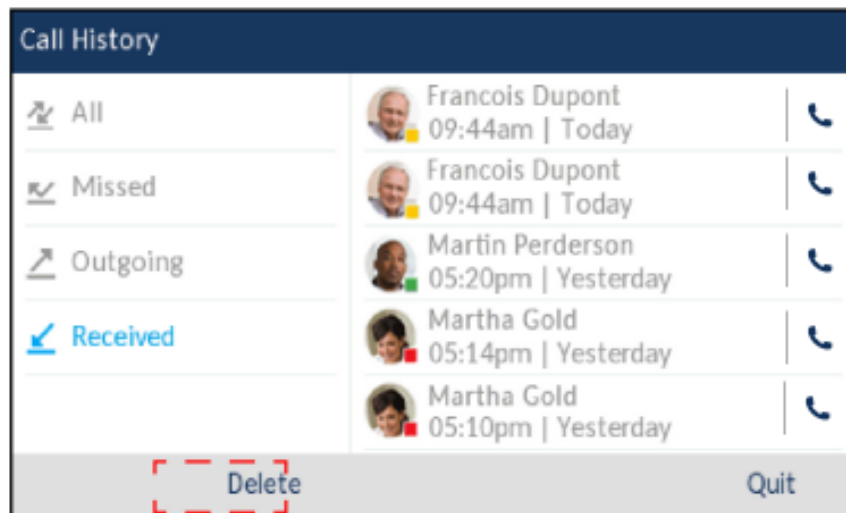 Call History
All
Missed
Outgoing
Received
Francois Dupont
09:44am | Today
Francois Dupont
09:44am | Today
Martin Perderson
05:20pm | Yesterday
Martha Gold
05:14pm | Yesterday
Martha Gold
05:10pm | Yesterday
Delete
Quit